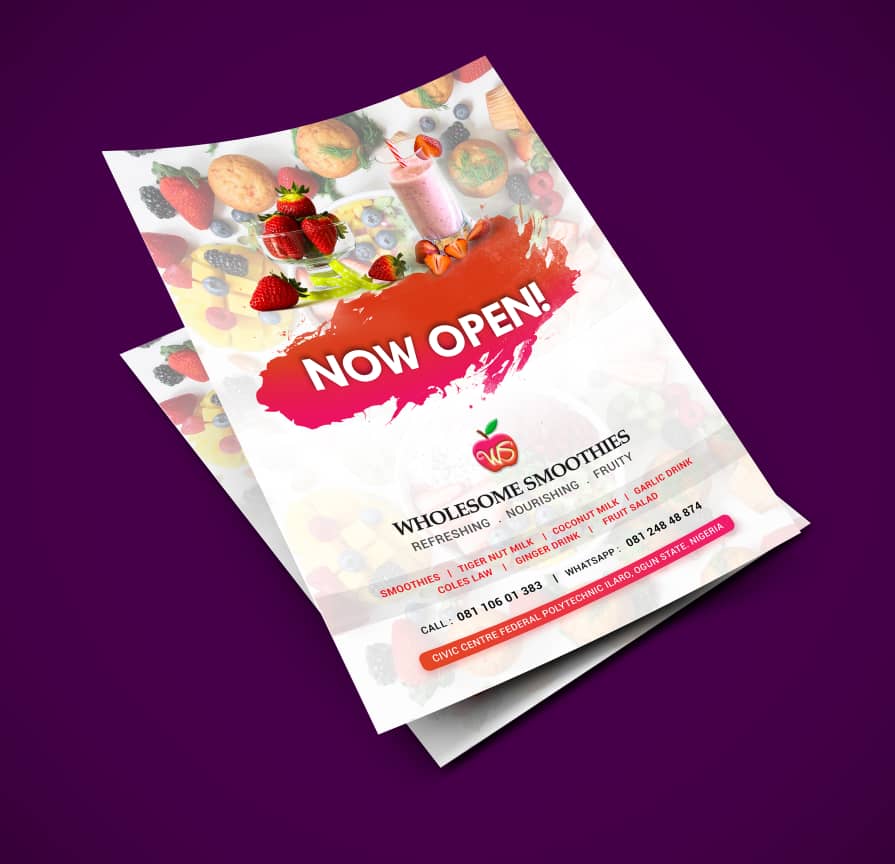 NOW OPEN!
WS
WHOLESOME SMOOTHIES
REFRESHING . NOURISHING . FRUITY
SMOOTHIES | TIGER NUT MILK | COCONUT MILK | GARLIC DRINK
COLES LAW | GINGER DRINK | FRUIT SALAD
CALL : 081 106 01 383 | WHATSAPP : 081 248 48 874
CIVIC CENTRE FEDERAL POLYTECHNIC ILARO, OGUN STATE, NIGERIA